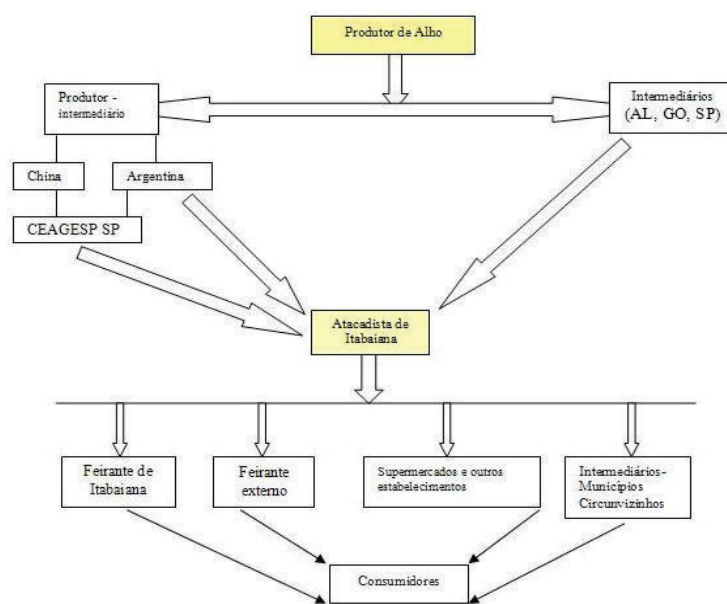 Produtor de Alho
Produtor -
intermediário
Intermediários
(AL, GO, SP)
China
Argentina
CEAGESP SP
Atacadista de
Itabaiana
Feirante de
Itabaiana
Feirante
externo
Supermercados e outros
estabelecimentos
Intermediários-
Municípios
Circunvizinhos
Consumidores